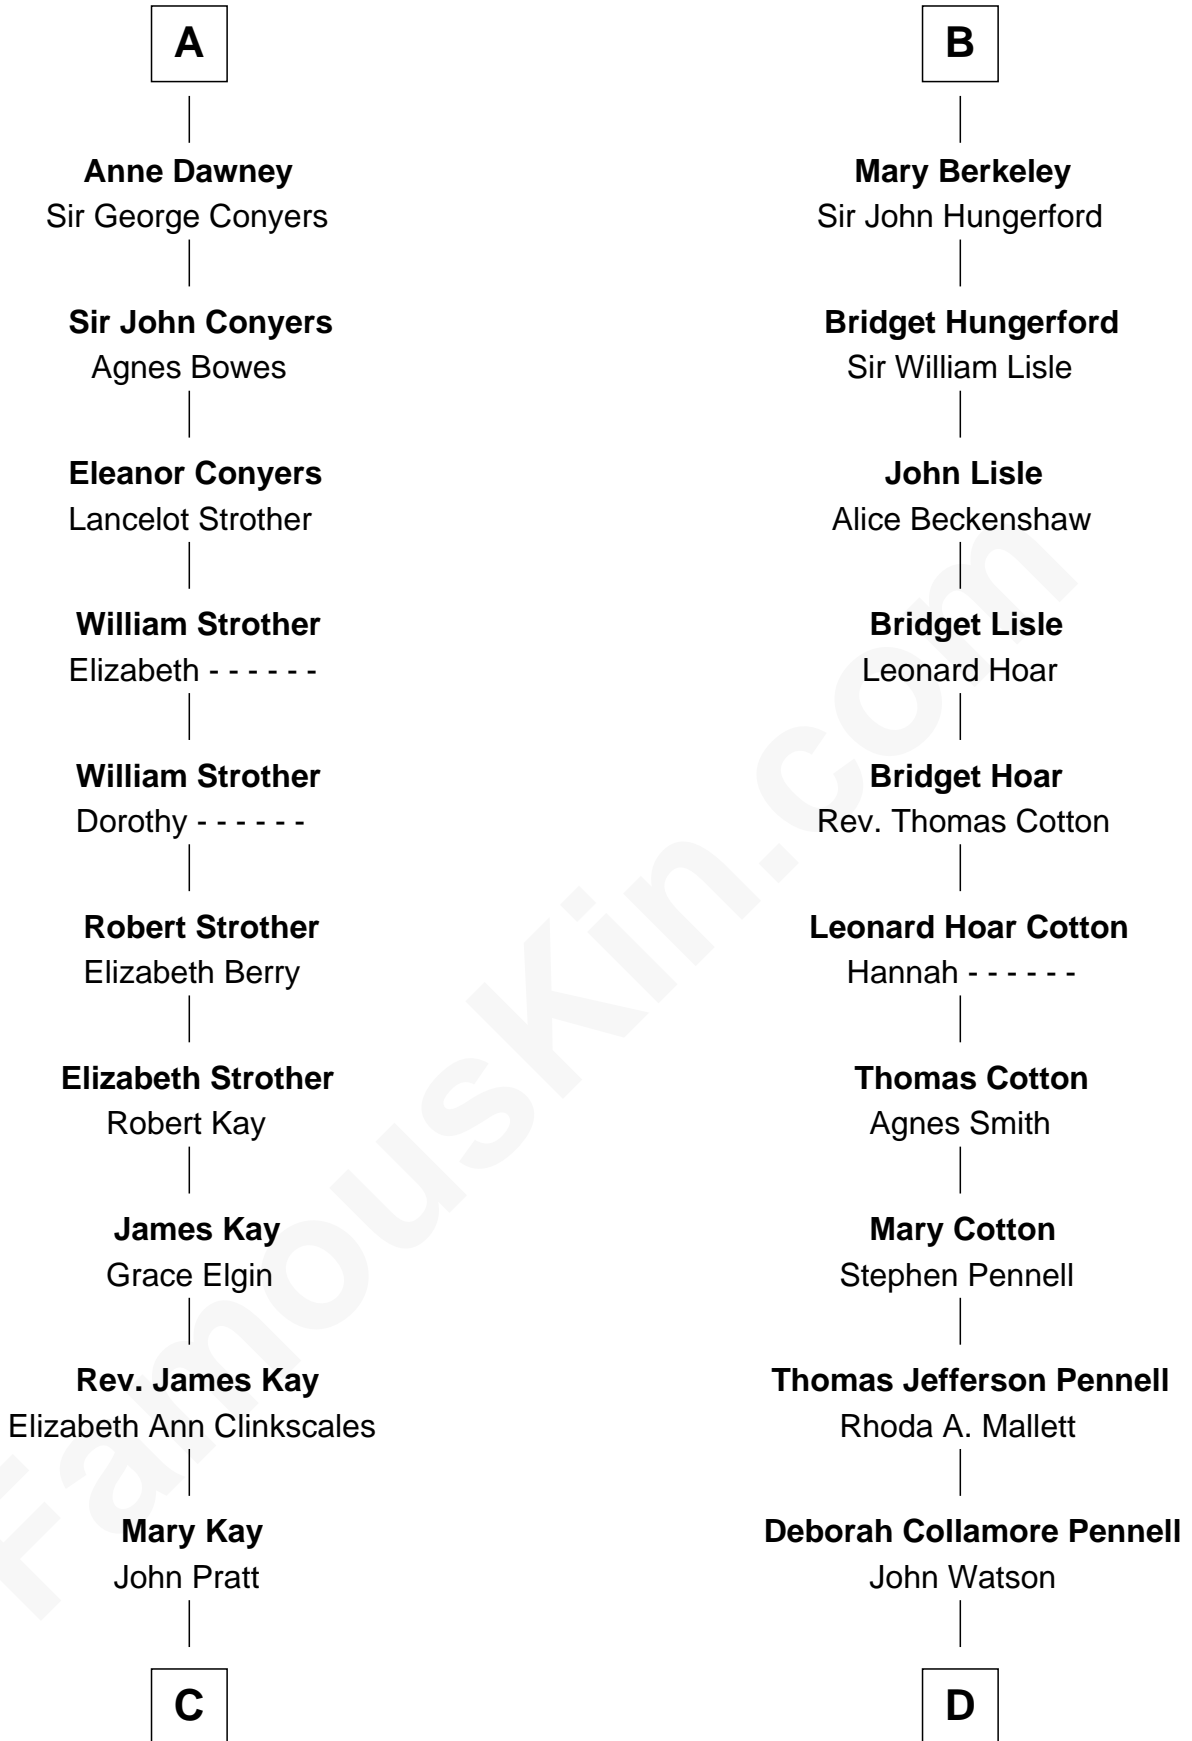 A
Anne Dawney
Sir George Conyers
Sir John Conyers
Agnes Bowes
Eleanor Conyers
Lancelot Strother
William Strother
Elizabeth - - - - - -
William Strother
Dorothy - - - - - -
Robert Strother
Elizabeth Berry
Elizabeth Strother
Robert Kay
James Kay
Grace Elgin
Rev. James Kay
Elizabeth Ann Clinkscales
Mary Kay
John Pratt
C
B
Mary Berkeley
Sir John Hungerford
Bridget Hungerford
Sir William Lisle
John Lisle
Alice Beckenshaw
Bridget Lisle
Leonard Hoar
Bridget Hoar
Rev. Thomas Cotton
Leonard Hoar Cotton
Hannah - - - - - -
Thomas Cotton
Agnes Smith
Mary Cotton
Stephen Pennell
Thomas Jefferson Pennell
Rhoda A. Mallett
Deborah Collamore Pennell
John Watson
D
FamousKin.com